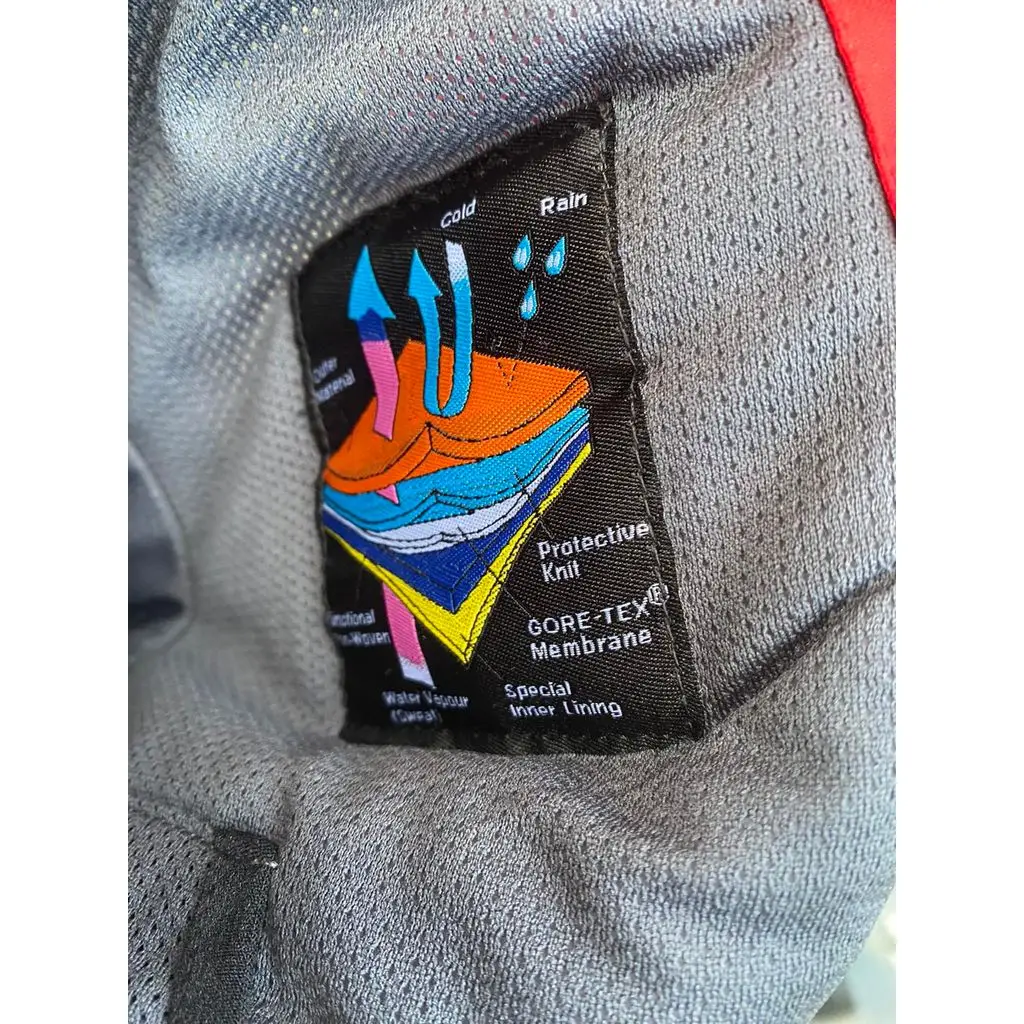 Cold
Rain
Outer
Material
Protective
Knit
GORE-TEX®
Membrane
Water Vapour
(Sweat)
Special
Inner Lining